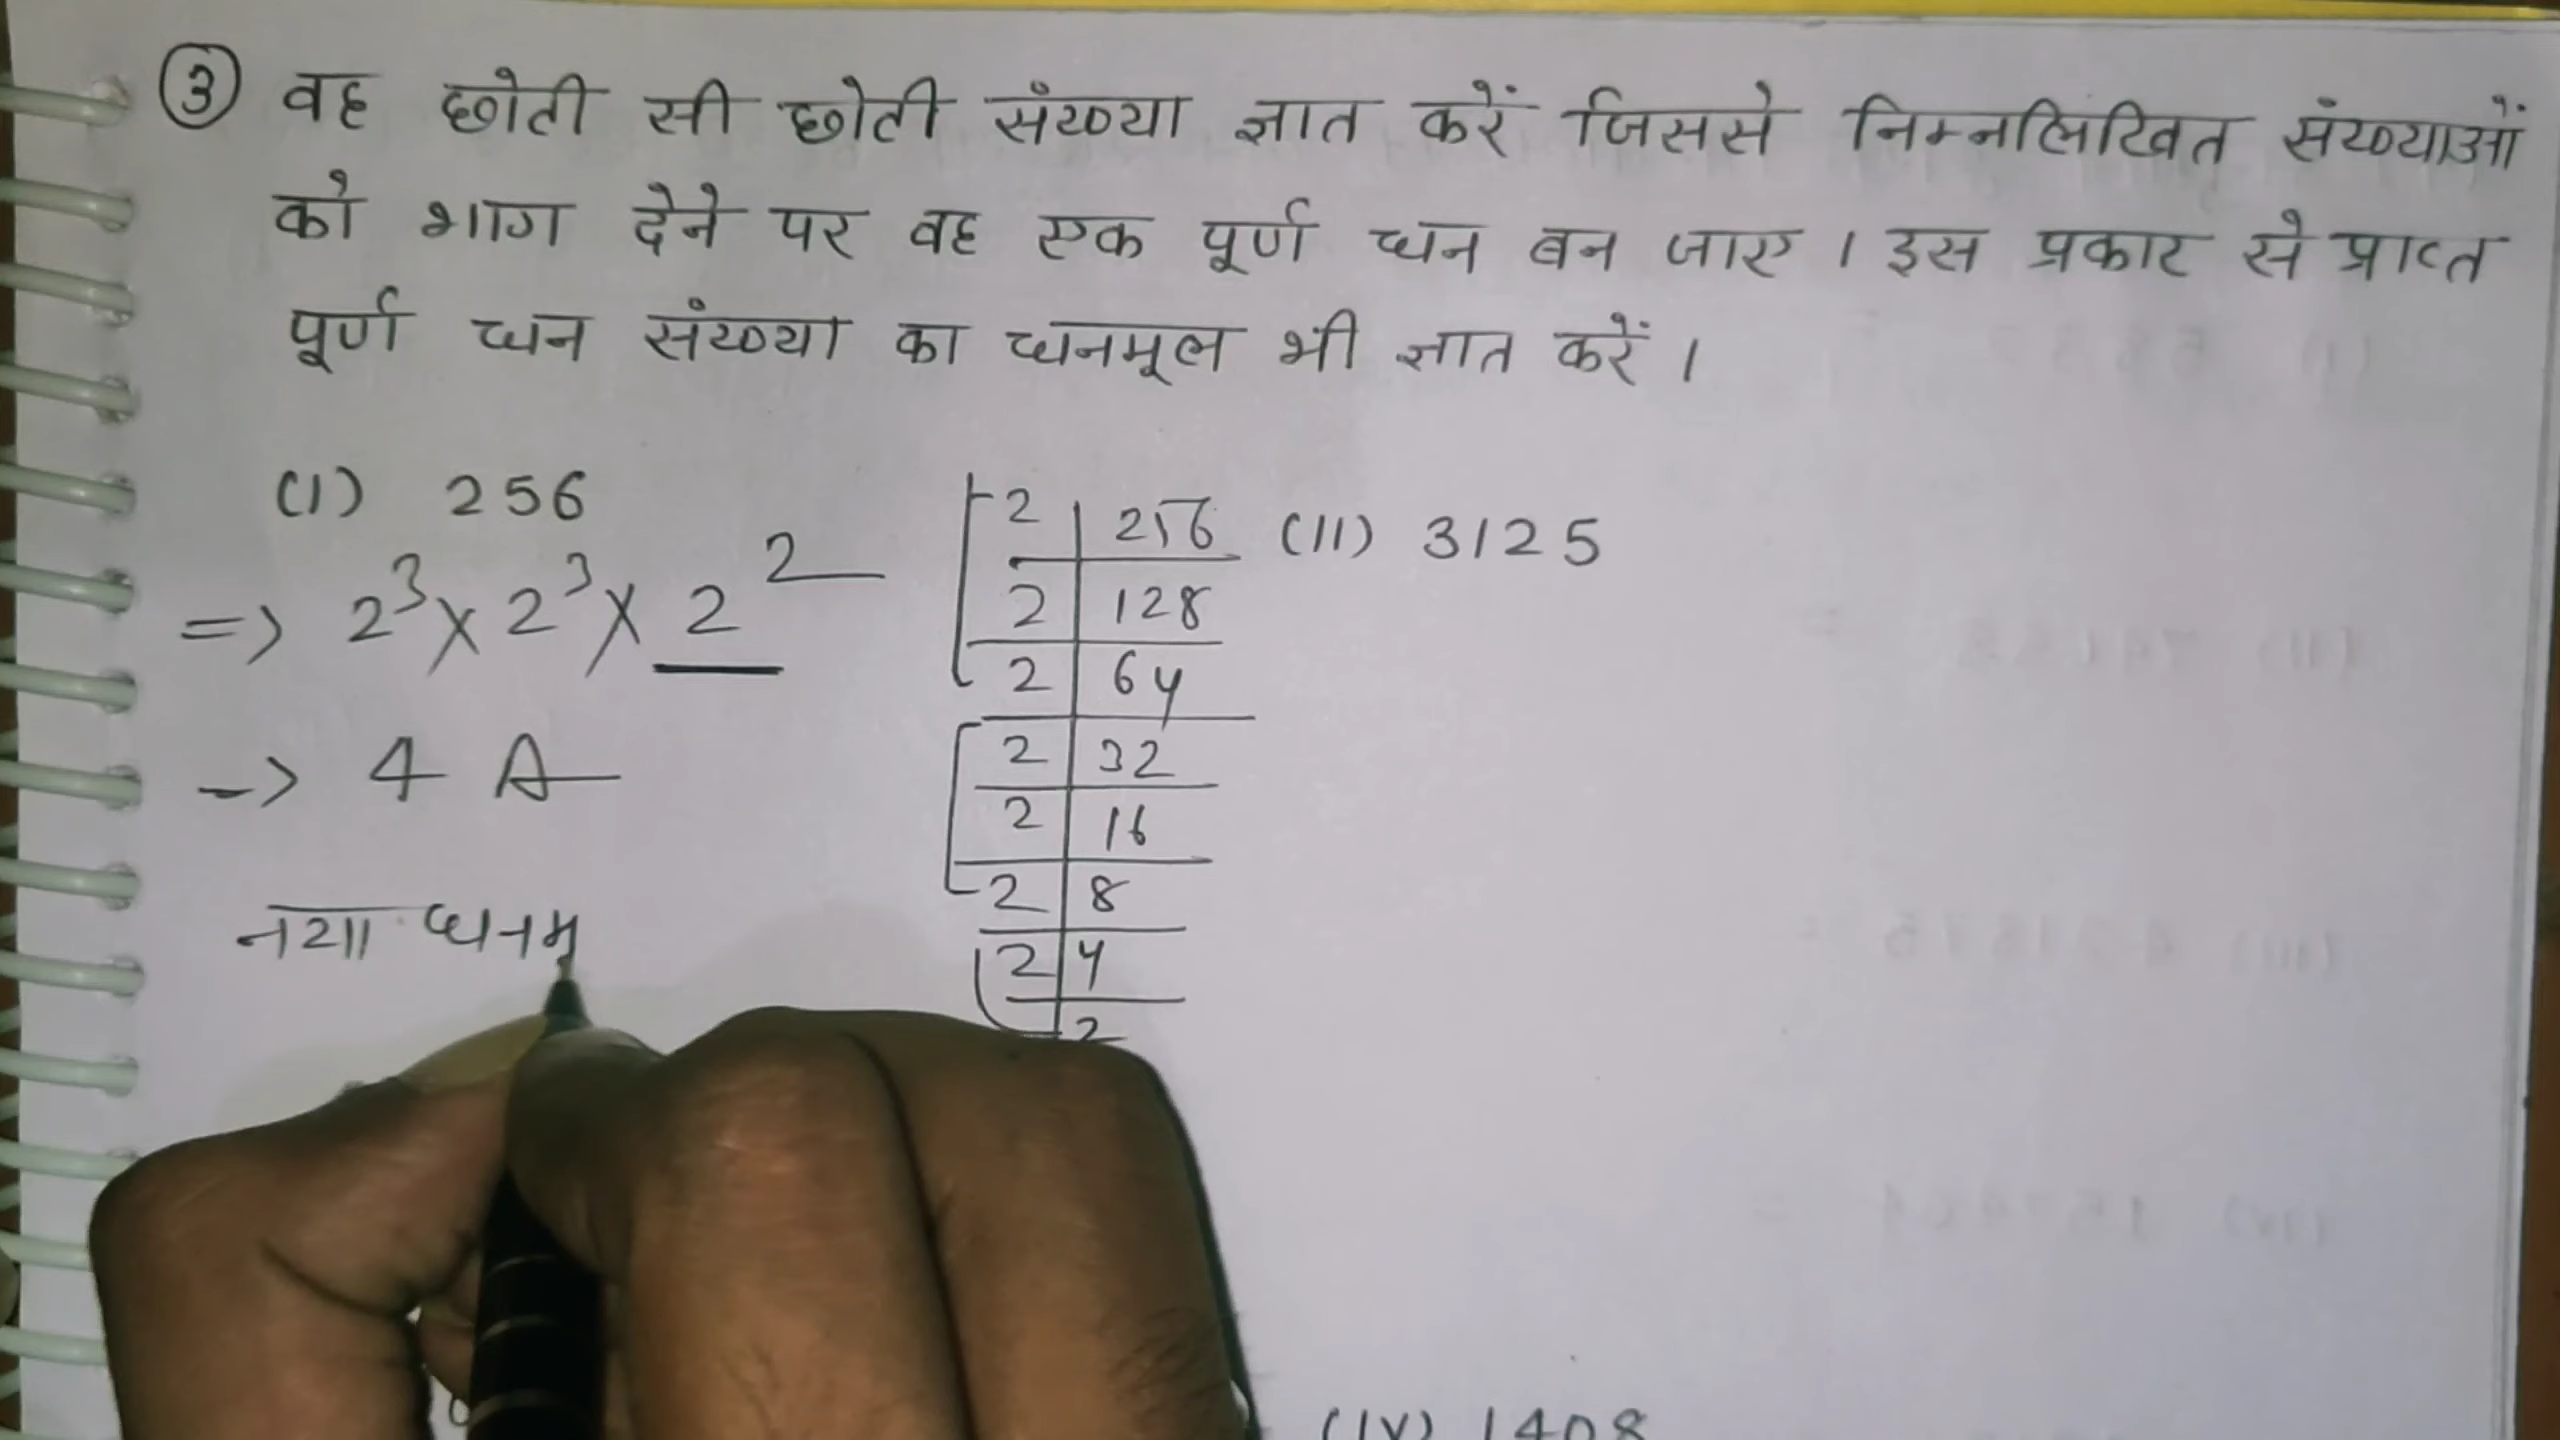 ③ वह छोटी सी छोटी संख्या ज्ञात करें जिससे निम्नलिखित संख्याओं
को भाग देने पर वह एक पूर्ण घन बन जाए । इस प्रकार से प्राप्त
पूर्ण घन संख्या का घनमूल भी ज्ञात करें ।
(I) 256
=> 2³ x 2³ x 2²
-> 4 A
नया घनमू
2 | 256
2 | 128
2 | 64
2 | 32
2 | 16
2 | 8
2 | 4
2
(II) 3125
(IV) 1408